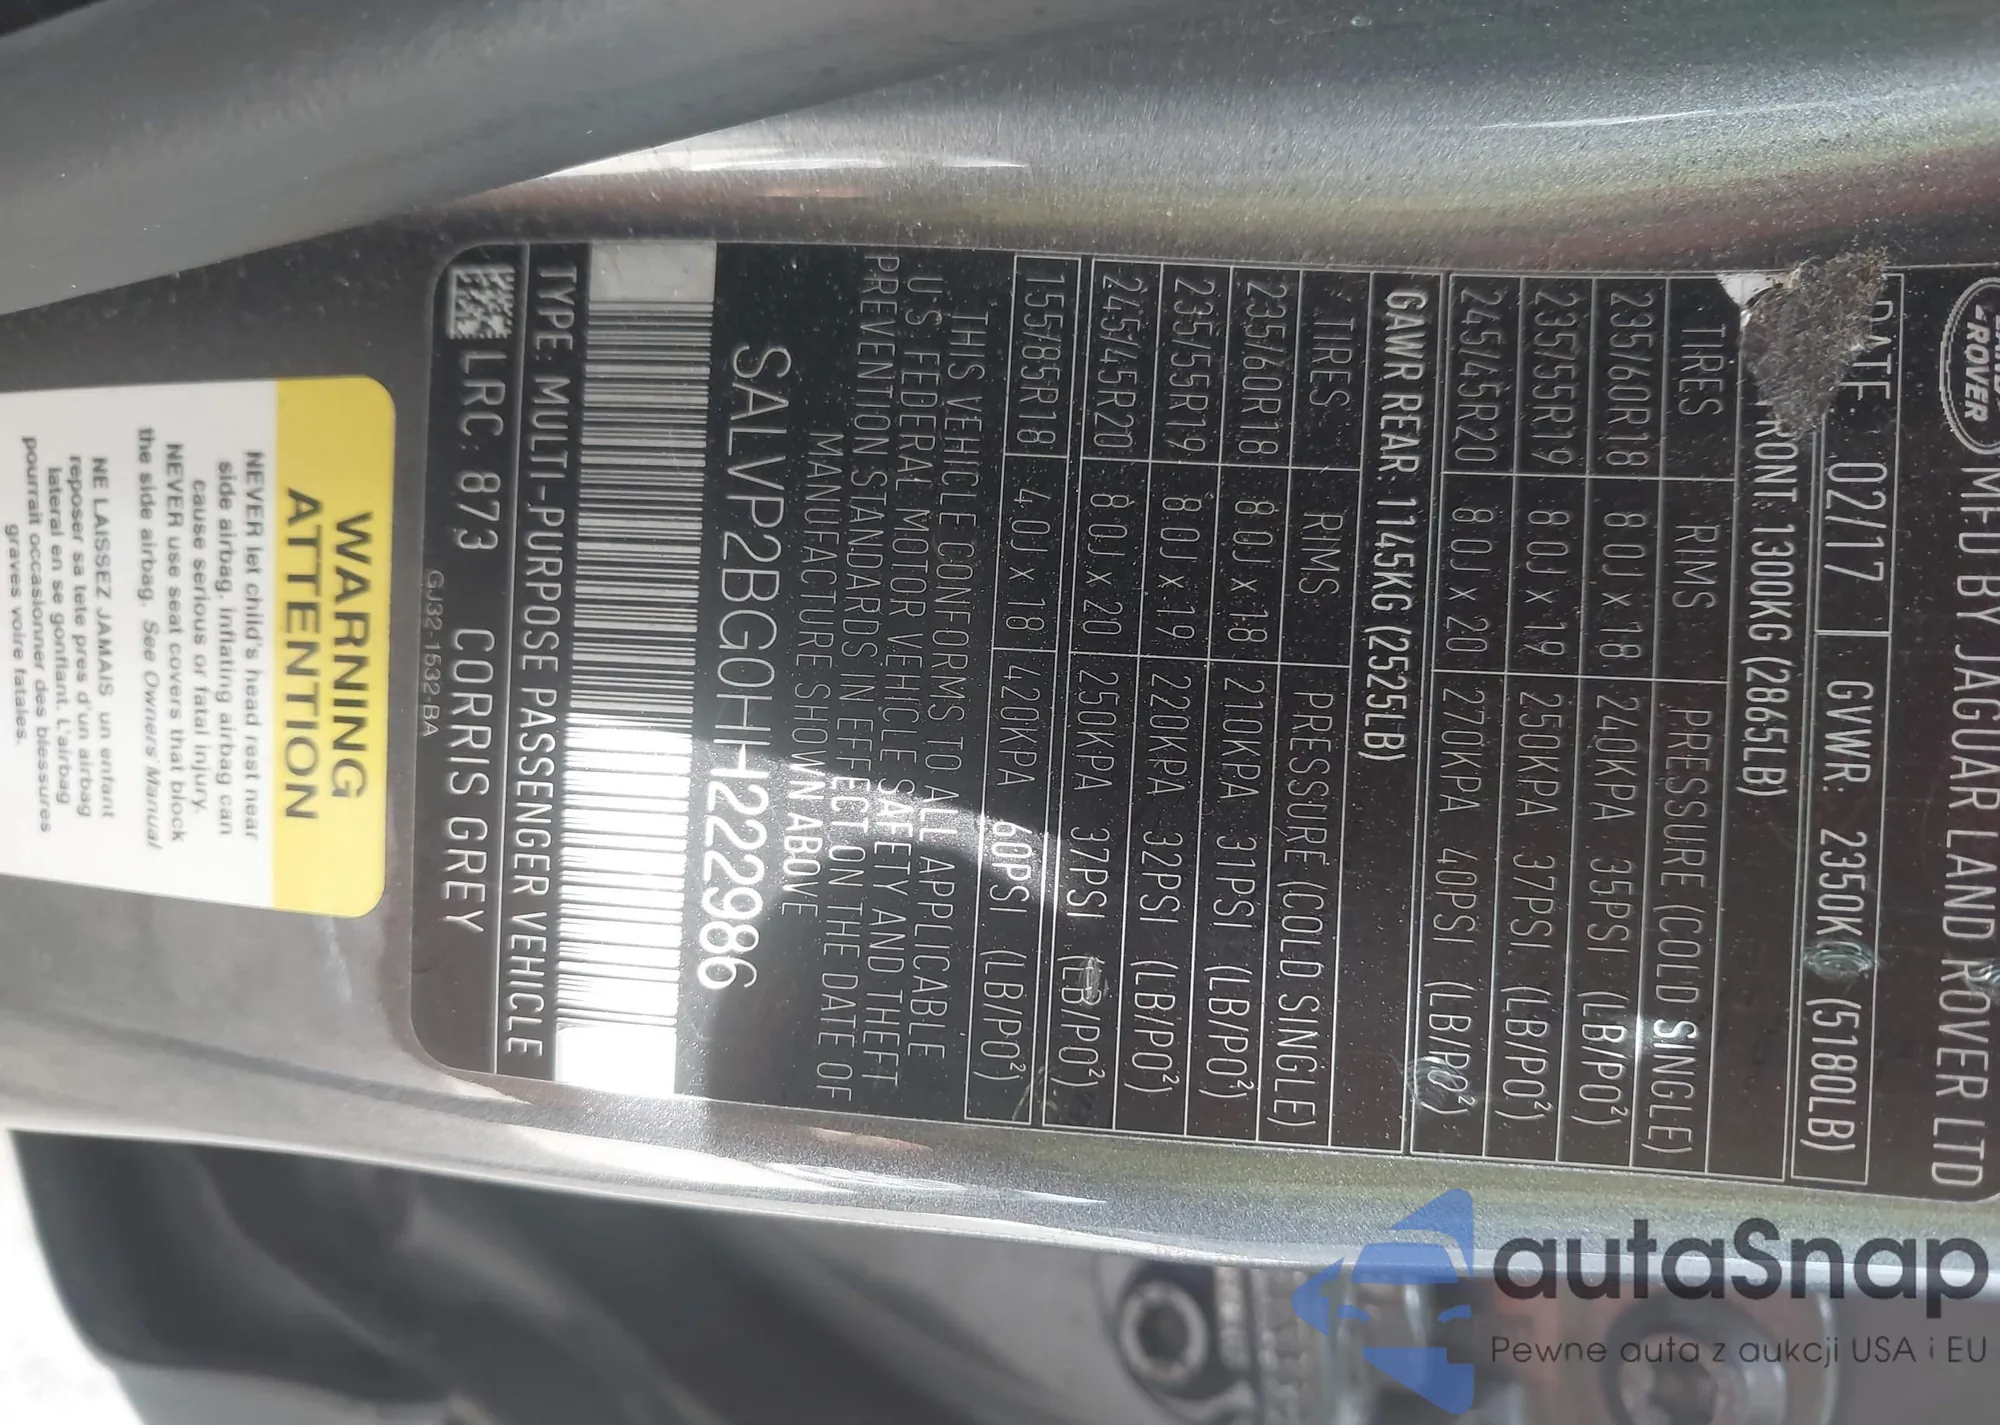 ROVER MFD BY JAGUAR LAND ROVER LTD
DATE: 02/17 GVWR: 2350K (5180LB)
RONT: 1300KG (2865LB)
TIRES RIMS PRESSURE (COLD SINGLE)
235/60R18 8.0J x 18 240KPA 35PSI (LB/PO²)
235/55R19 8.0J x 19 250KPA 37PSI (LB/PO²)
245/45R20 8.0J x 20 270KPA 40PSI (LB/PO²)
GAWR REAR: 1145KG (2525LB)
TIRES RIMS PRESSURE (COLD SINGLE)
235/60R18 8.0J x 18 210KPA 31PSI (LB/PO²)
235/55R19 8.0J x 19 220KPA 32PSI (LB/PO²)
245/45R20 8.0J x 20 250KPA 37PSI (LB/PO²)
155/85R18 4.0J x 18 420KPA 60PSI (LB/PO²)
THIS VEHICLE CONFORMS TO ALL APPLICABLE
U.S. FEDERAL MOTOR VEHICLE SAFETY AND THEFT
PREVENTION STANDARDS IN EFFECT ON THE DATE OF
MANUFACTURE SHOWN ABOVE
SALVP2BG0HH222986
TYPE: MULTI-PURPOSE PASSENGER VEHICLE
LRC: 873 CORRIS GREY
GJ32-1532-BA
WARNING
ATTENTION
NEVER let child's head rest near
side airbag, inflating airbag can
cause serious or fatal injury.
NEVER use seat covers that block
the side airbag. See Owners' Manual
NE LAISSEZ JAMAIS un enfant
reposer sa tete pres d'un airbag
lateral en se gonflant. L'airbag
pourrait occasionner des blessures
graves voire fatales.
autaSnap
Pewne auta z aukcji USA i EU